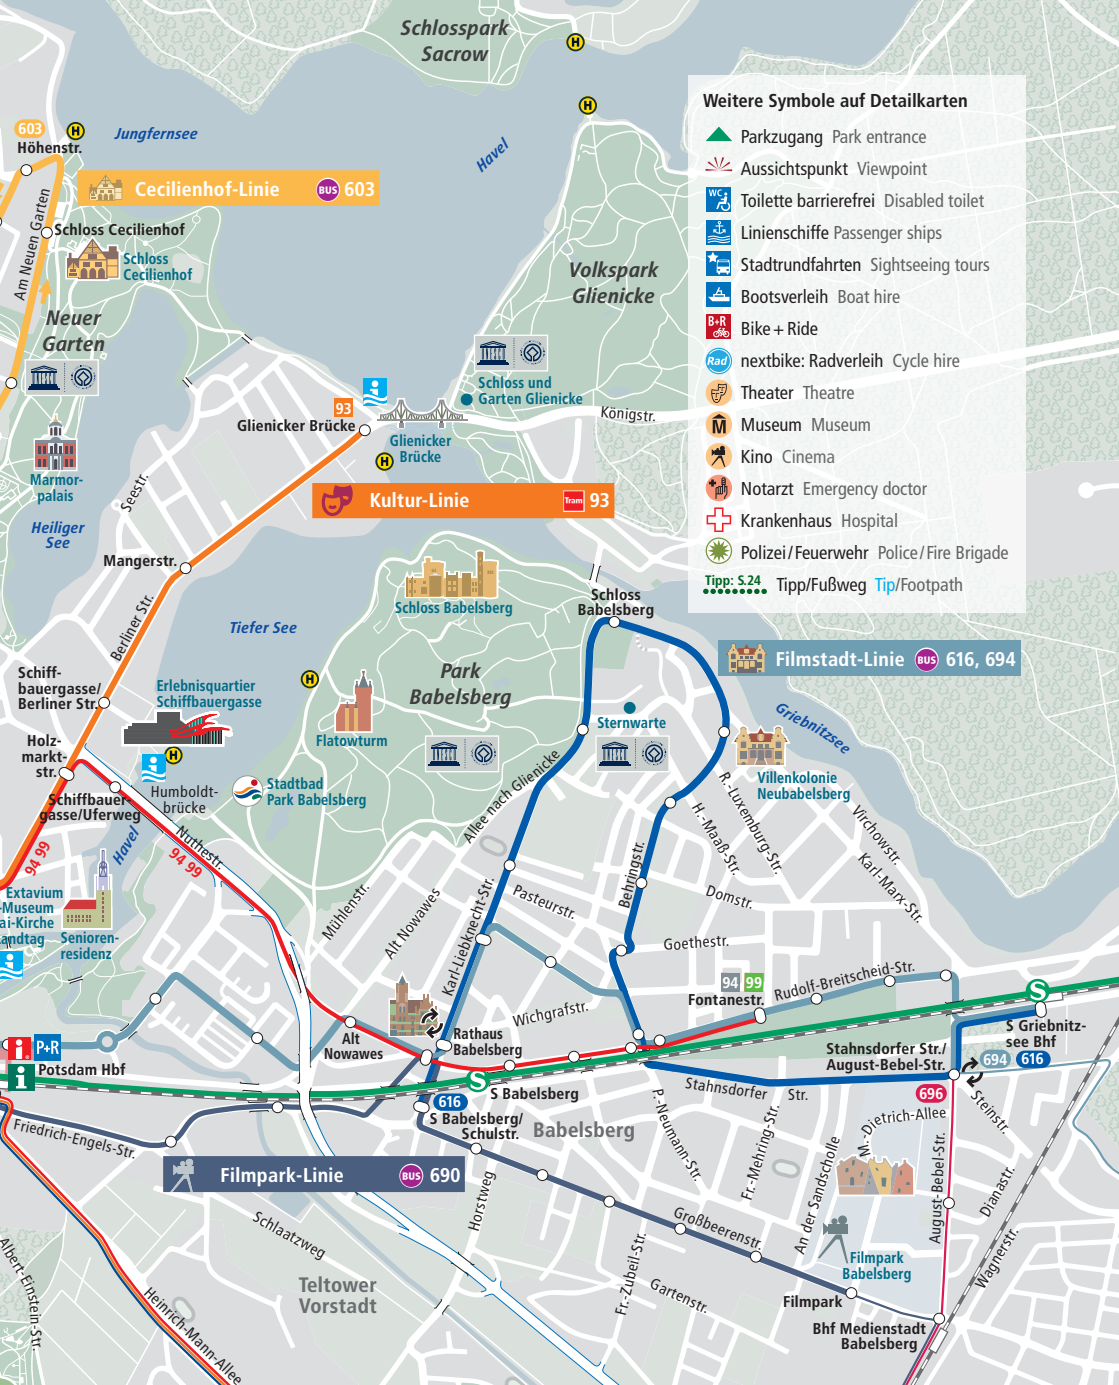 Schlosspark
Sacrow
H
H
603
H
Höhenstr.
Jungfernsee
Havel
Cecilienhof-Linie BUS 603
Am Neuen Garten
Schloss Cecilienhof
Schloss
Cecilienhof
Neuer
Garten
Volkspark
Glienicke
Weitere Symbole auf Detailkarten
Parkzugang Park entrance
Aussichtspunkt Viewpoint
WC
Toilette barrierefrei Disabled toilet
Linienschiffe Passenger ships
Stadtrundfahrten Sightseeing tours
Bootsverleih Boat hire
B+R
Bike + Ride
Rad
nextbike: Radverleih Cycle hire
Theater Theatre
M
Museum Museum
Kino Cinema
Notarzt Emergency doctor
Krankenhaus Hospital
Polizei/Feuerwehr Police/Fire Brigade
Tipp: S.24
Tipp/Fußweg Tip/Footpath
Schloss und
Garten Glienicke
93
Glienicker Brücke
Königstr.
Glienicker
Brücke
H
Marmor-
palais
Seestr.
Kultur-Linie Tram 93
Heiliger
See
Mangerstr.
Berliner Str.
Schloss Babelsberg
Schloss
Babelsberg
Tiefer See
Filmstadt-Linie BUS 616, 694
Park
Babelsberg
H
Schiff-
bauergasse/
Berliner Str.
Erlebnisquartier
Schiffbauergasse
Flatowturm
Sternwarte
Griebnitzsee
Holz-
markt-
str.
H
Villenkolonie
Neubabelsberg
Schiffbauer-
gasse/Uferweg
Humboldt-
brücke
Stadtbad
Park Babelsberg
Allee nach Glienicke
R.-Luxemburg-Str.
H.-Maaß-Str.
Virchowstr.
Karl-Marx-Str.
Havel
Nuthestr.
94 99
94 99
Extavium
-Museum
ai-Kirche
andtag
Senioren-
residenz
Mühlenstr.
Alt Nowawes
Karl-Liebknecht-Str.
Pasteurstr.
Behringstr.
Domstr.
Goethestr.
94 99
Fontanestr.
Rudolf-Breitscheid-Str.
S
Wichgrafstr.
Alt
Nowawes
Rathaus
Babelsberg
S Griebnitz-
see Bhf
694 616
Stahnsdorfer Str./
August-Bebel-Str.
P+R
Potsdam Hbf
S
S Babelsberg
616
S Babelsberg/
Schulstr.
Babelsberg
Stahnsdorfer Str.
696
M.-Dietrich-Allee
Steinstr.
Friedrich-Engels-Str.
Filmpark-Linie BUS 690
P.-Neumann-Str.
Fr.-Mehring-Str.
An der Sandscholle
August-Bebel-Str.
Dianastr.
Wagnerstr.
Horstweg
Schlaatzweg
Großbeerenstr.
Filmpark
Babelsberg
Fr.-Zubeil-Str.
Gartenstr.
Teltower
Vorstadt
Albert-Einstein-Str.
Heinrich-Mann-Allee
Filmpark
Bhf Medienstadt
Babelsberg